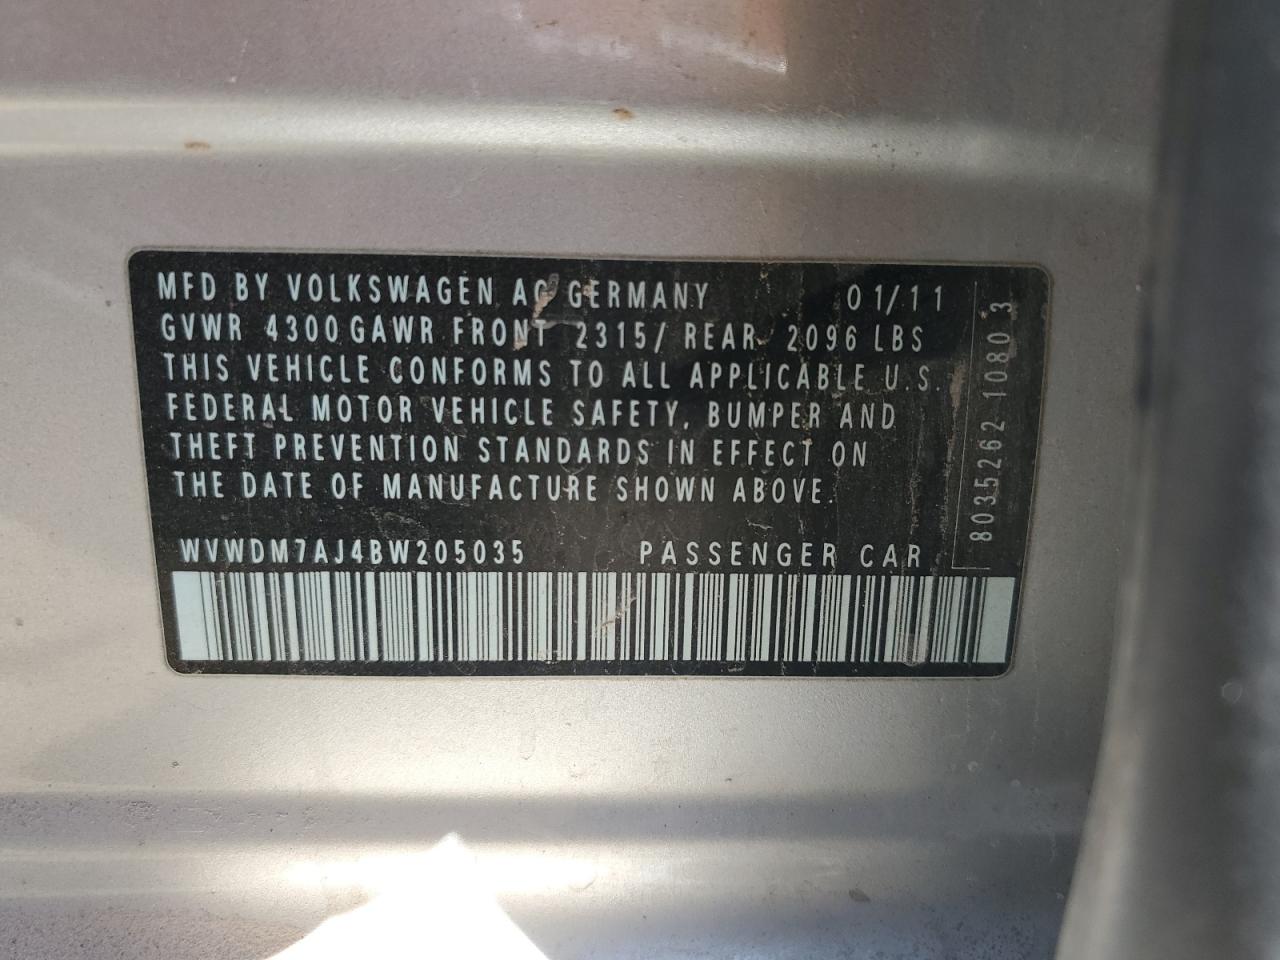 MFD BY VOLKSWAGEN AG GERMANY 01/11
GVWR 4300 GAWR FRONT 2315/ REAR 2096 LBS
THIS VEHICLE CONFORMS TO ALL APPLICABLE U.S.
FEDERAL MOTOR VEHICLE SAFETY, BUMPER AND
THEFT PREVENTION STANDARDS IN EFFECT ON
THE DATE OF MANUFACTURE SHOWN ABOVE.
WVWDM7AJ4BW205035 PASSENGER CAR
8035262 1080 3